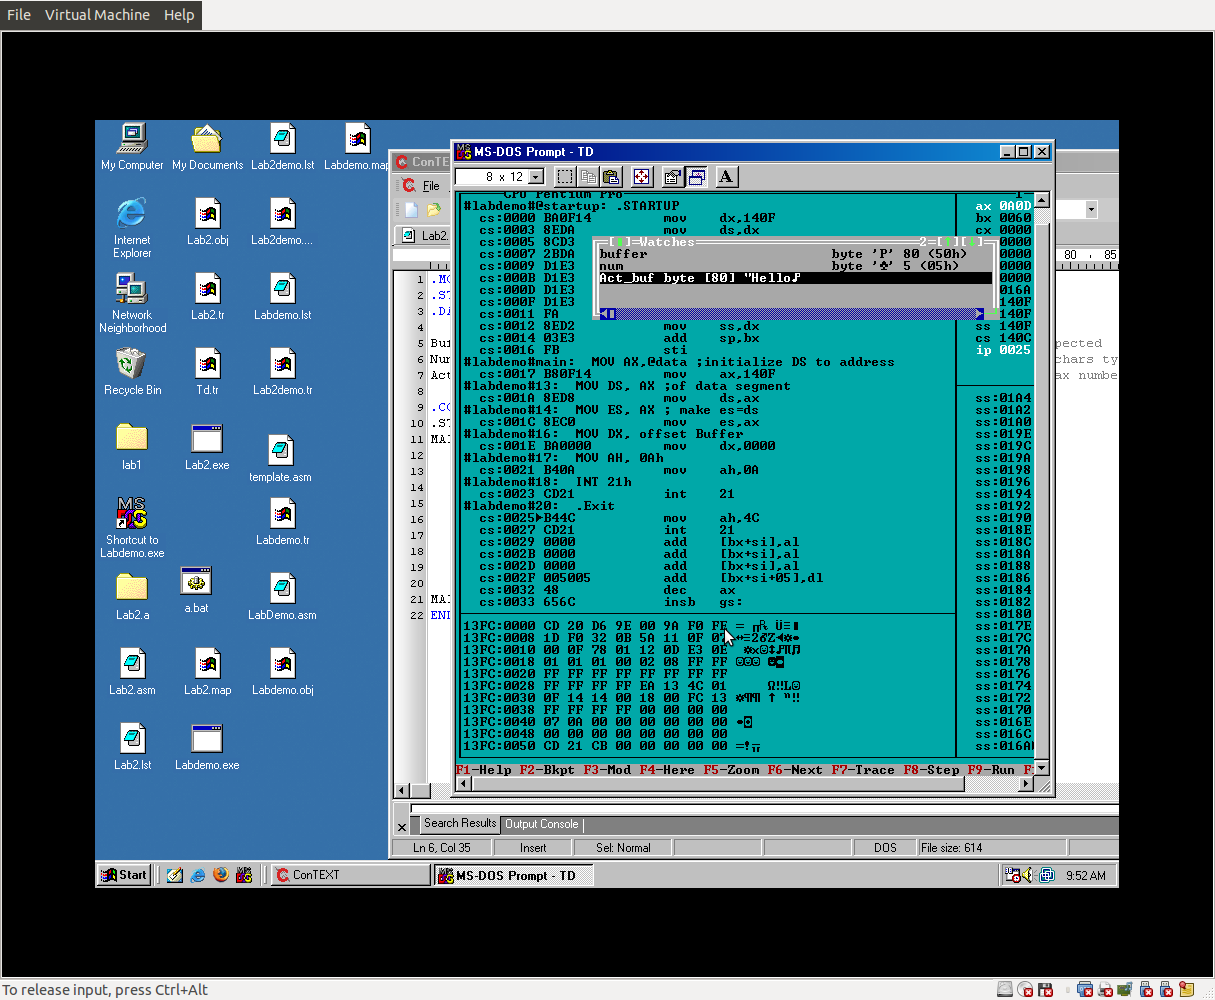 File Virtual Machine Help
My Computer
My Documents
Lab2demo.lst
Labdemo.map
Internet Explorer
Lab2.obj
Lab2demo....
Network Neighborhood
Lab2.tr
Labdemo.lst
Recycle Bin
Td.tr
Lab2demo.tr
lab1
Lab2.exe
template.asm
Shortcut to Labdemo.exe
Labdemo.tr
Lab2.a
a.bat
LabDemo.asm
Lab2.asm
Lab2.map
Labdemo.obj
Lab2.lst
Labdemo.exe
ConTE
File
Lab2.
80 85
1 .MO
2 .ST
3 .DA
4
5 Buf
6 Num
7 Act
8
9 .CO
10 .ST
11 MAI
12
13
14
15
16
17
18
19
20
21 MAI
22 END
pected
chars ty
ax numbe
MS-DOS Prompt - TD
8 x 12
A
CPU Pentium Pro
#labdemo#@startup: .STARTUP
cs:0000 BA0F14 mov dx,140F
cs:0002 8EDA mov ds,dx
cs:0005 8CD3
cs:0007 2BDA
cs:0009 D1E3
cs:000B D1E3
cs:000D D1E3
cs:000F D1E3
cs:0011 FA
cs:0012 8ED2 mov ss,dx
cs:0014 03E3 add sp,bx
cs:0016 FB sti
#labdemo#main: MOV AX,@data ;initialize DS to address
cs:0017 B80F14 mov ax,140F
#labdemo#13: MOV DS, AX ;of data segment
cs:001A 8ED8 mov ds,ax
#labdemo#14: MOV ES, AX ; make es=ds
cs:001C 8EC0 mov es,ax
#labdemo#16: MOV DX, offset Buffer
cs:001E BA0000 mov dx,0000
#labdemo#17: MOV AH, 0Ah
cs:0021 B40A mov ah,0A
#labdemo#18: INT 21h
cs:0023 CD21 int 21
#labdemo#20: .Exit
cs:0025►B44C mov ah,4C
cs:0027 CD21 int 21
cs:0029 0000 add [bx+si],al
cs:002B 0000 add [bx+si],al
cs:002D 0000 add [bx+si],al
cs:002F 005005 add [bx+si+05],dl
cs:0032 48 dec ax
cs:0033 656C insb gs:
Watches 2
buffer byte 'P' 80 (50h)
num byte '♣' 5 (05h)
Act_buf byte [80] "Hello♪
ax 0A0D
bx 0060
cx 0000
0000
0000
0000
0000
016A
140F
140F
ss 140F
cs 140C
ip 0025
ss:01A4
ss:01A2
ss:01A0
ss:019E
ss:019C
ss:019A
ss:0198
ss:0196
ss:0194
ss:0192
ss:0190
ss:018E
ss:018C
ss:018A
ss:0188
ss:0186
ss:0184
ss:0182
ss:0180
ss:017E
ss:017C
ss:017A
ss:0178
ss:0176
ss:0174
ss:0172
ss:0170
ss:016E
ss:016C
ss:016A
13FC:0000 CD 20 D6 9E 00 9A F0 FE
13FC:0008 1D F0 32 0B 5A 11 0F 07
13FC:0010 00 0F 78 01 12 0D E3 0E
13FC:0018 01 01 01 00 02 08 FF FF
13FC:0020 FF FF FF FF FF FF FF FF
13FC:0028 FF FF FF FF EA 13 4C 01
13FC:0030 0F 14 14 00 18 00 FC 13
13FC:0038 FF FF FF FF 00 00 00 00
13FC:0040 07 0A 00 00 00 00 00 00
13FC:0048 00 00 00 00 00 00 00 00
13FC:0050 CD 21 CB 00 00 00 00 00
F1-Help F2-Bkpt F3-Mod F4-Here F5-Zoom F6-Next F7-Trace F8-Step F9-Run F
Search Results Output Console
Ln 6, Col 35 Insert Sel: Normal DOS File size: 614
Start ConTEXT MS-DOS Prompt - TD 9:52 AM
To release input, press Ctrl+Alt